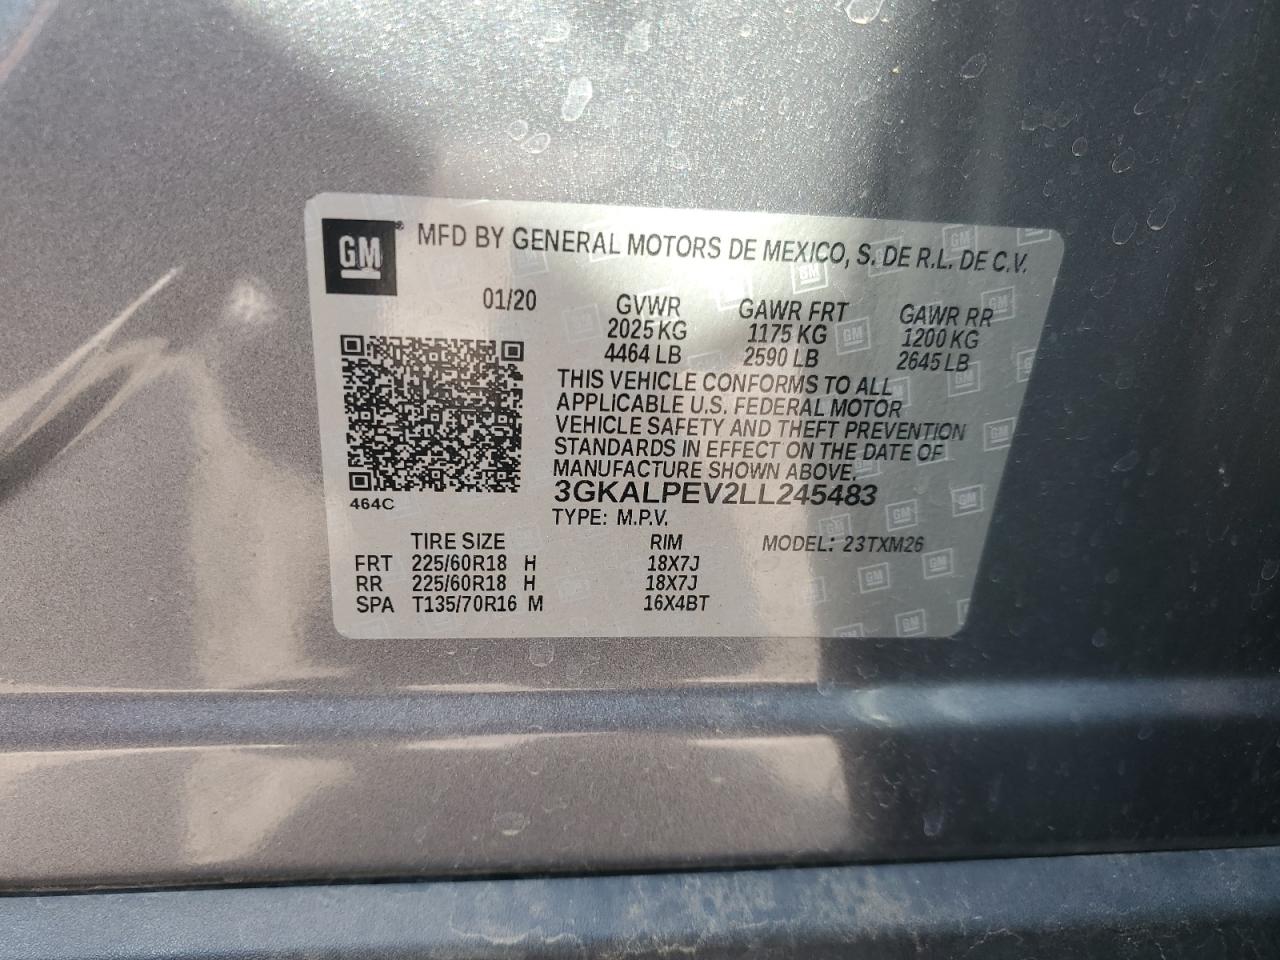 GM® MFD BY GENERAL MOTORS DE MEXICO, S. DE R.L. DE C.V.
01/20 GVWR GAWR FRT GAWR RR
2025 KG 1175 KG 1200 KG
4464 LB 2590 LB 2645 LB
THIS VEHICLE CONFORMS TO ALL
APPLICABLE U.S. FEDERAL MOTOR
VEHICLE SAFETY AND THEFT PREVENTION
STANDARDS IN EFFECT ON THE DATE OF
MANUFACTURE SHOWN ABOVE.
464C 3GKALPEV2LL245483
TYPE: M.P.V.
TIRE SIZE RIM MODEL: 23TXM26
FRT 225/60R18 H 18X7J
RR 225/60R18 H 18X7J
SPA T135/70R16 M 16X4BT